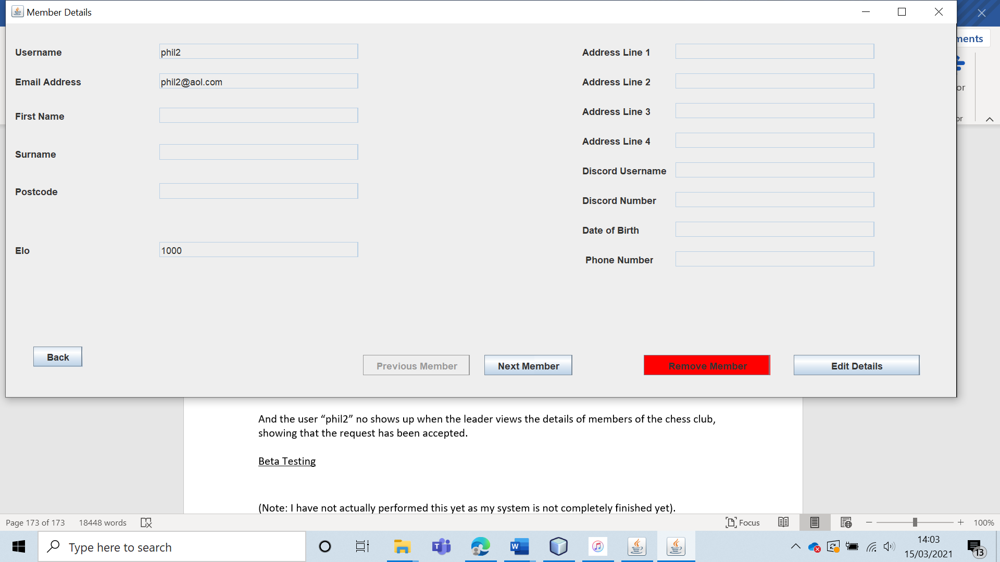 Member Details
ments
or
or
Username phil2
Email Address phil2@aol.com
First Name
Surname
Postcode
Elo 1000
Address Line 1
Address Line 2
Address Line 3
Address Line 4
Discord Username
Discord Number
Date of Birth
Phone Number
Back
Previous Member
Next Member
Remove Member
Edit Details
And the user “phil2” no shows up when the leader views the details of members of the chess club,
showing that the request has been accepted.
Beta Testing
(Note: I have not actually performed this yet as my system is not completely finished yet).
Page 173 of 173 18448 words Focus 100%
Type here to search
14:03
15/03/2021
13